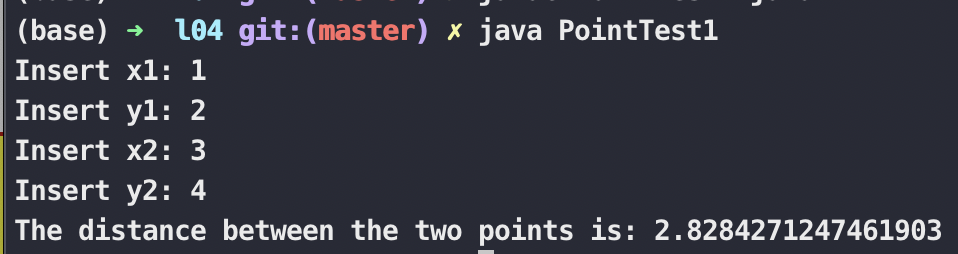 (base) → l04 git:(master) ✗ java PointTest1
Insert x1: 1
Insert y1: 2
Insert x2: 3
Insert y2: 4
The distance between the two points is: 2.8284271247461903